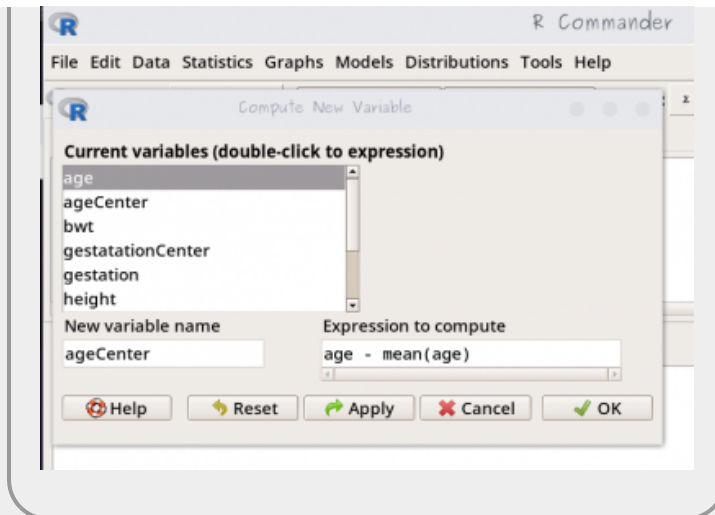 R Commander
File Edit Data Statistics Graphs Models Distributions Tools Help
Compute New Variable
Current variables (double-click to expression)
age
ageCenter
bwt
gestatationCenter
gestation
height
New variable name Expression to compute
ageCenter age - mean(age)
Help Reset Apply Cancel OK